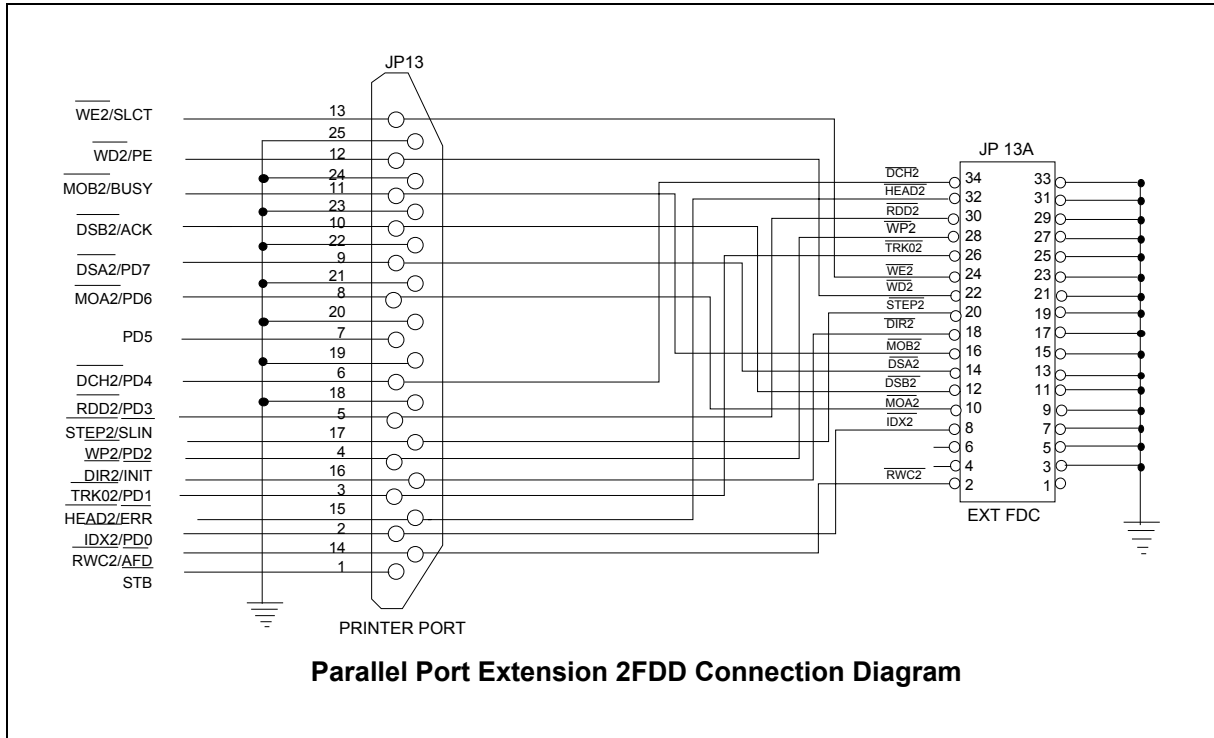 JP13
WE2/SLCT
WD2/PE
MOB2/BUSY
DSB2/ACK
DSA2/PD7
MOA2/PD6
PD5
DCH2/PD4
RDD2/PD3
STEP2/SLIN
WP2/PD2
DIR2/INIT
TRK02/PD1
HEAD2/ERR
IDX2/PD0
RWC2/AFD
STB
13
25
12
24
11
23
10
22
9
21
8
20
7
19
6
18
5
17
4
16
3
15
2
14
1
PRINTER PORT
JP 13A
DCH2
HEAD2
RDD2
WP2
TRK02
WE2
WD2
STEP2
DIR2
MOB2
DSA2
DSB2
MOA2
IDX2
RWC2
34 33
32 31
30 29
28 27
26 25
24 23
22 21
20 19
18 17
16 15
14 13
12 11
10 9
8 7
6 5
4 3
2 1
EXT FDC
Parallel Port Extension 2FDD Connection Diagram